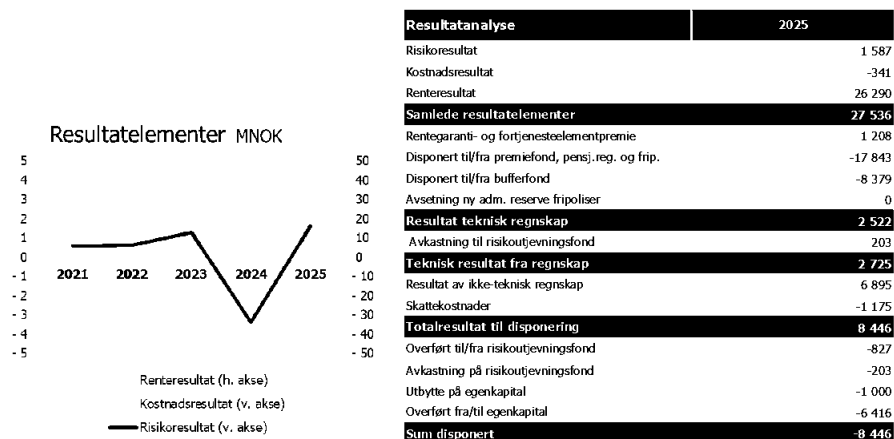 Resultatelementer MNOK
5 50
4 40
3 30
2 20
1 10
0 0
- 1 2021 2022 2023 2024 2025 - 10
- 2 - 20
- 3 - 30
- 4 - 40
- 5 - 50
Renteresultat (h. akse)
Kostnadsresultat (v. akse)
Risikoresultat (v. akse)
Resultatanalyse 2025
Risikoresultat 1 587
Kostnadsresultat -341
Renteresultat 26 290
Samlede resultatelementer 27 536
Rentegaranti- og fortjenesteelementpremie 1 208
Disponert til/fra premiefond, pensj.reg. og frip. -17 843
Disponert til/fra bufferfond -8 379
Avsetning ny adm. reserve fripoliser 0
Resultat teknisk regnskap 2 522
Avkastning til risikoutjevningsfond 203
Teknisk resultat fra regnskap 2 725
Resultat av ikke-teknisk regnskap 6 895
Skattekostnader -1 175
Totalresultat til disponering 8 446
Overført til/fra risikoutjevningsfond -827
Avkastning på risikoutjevningsfond -203
Utbytte på egenkapital -1 000
Overført fra/til egenkapital -6 416
Sum disponert -8 446